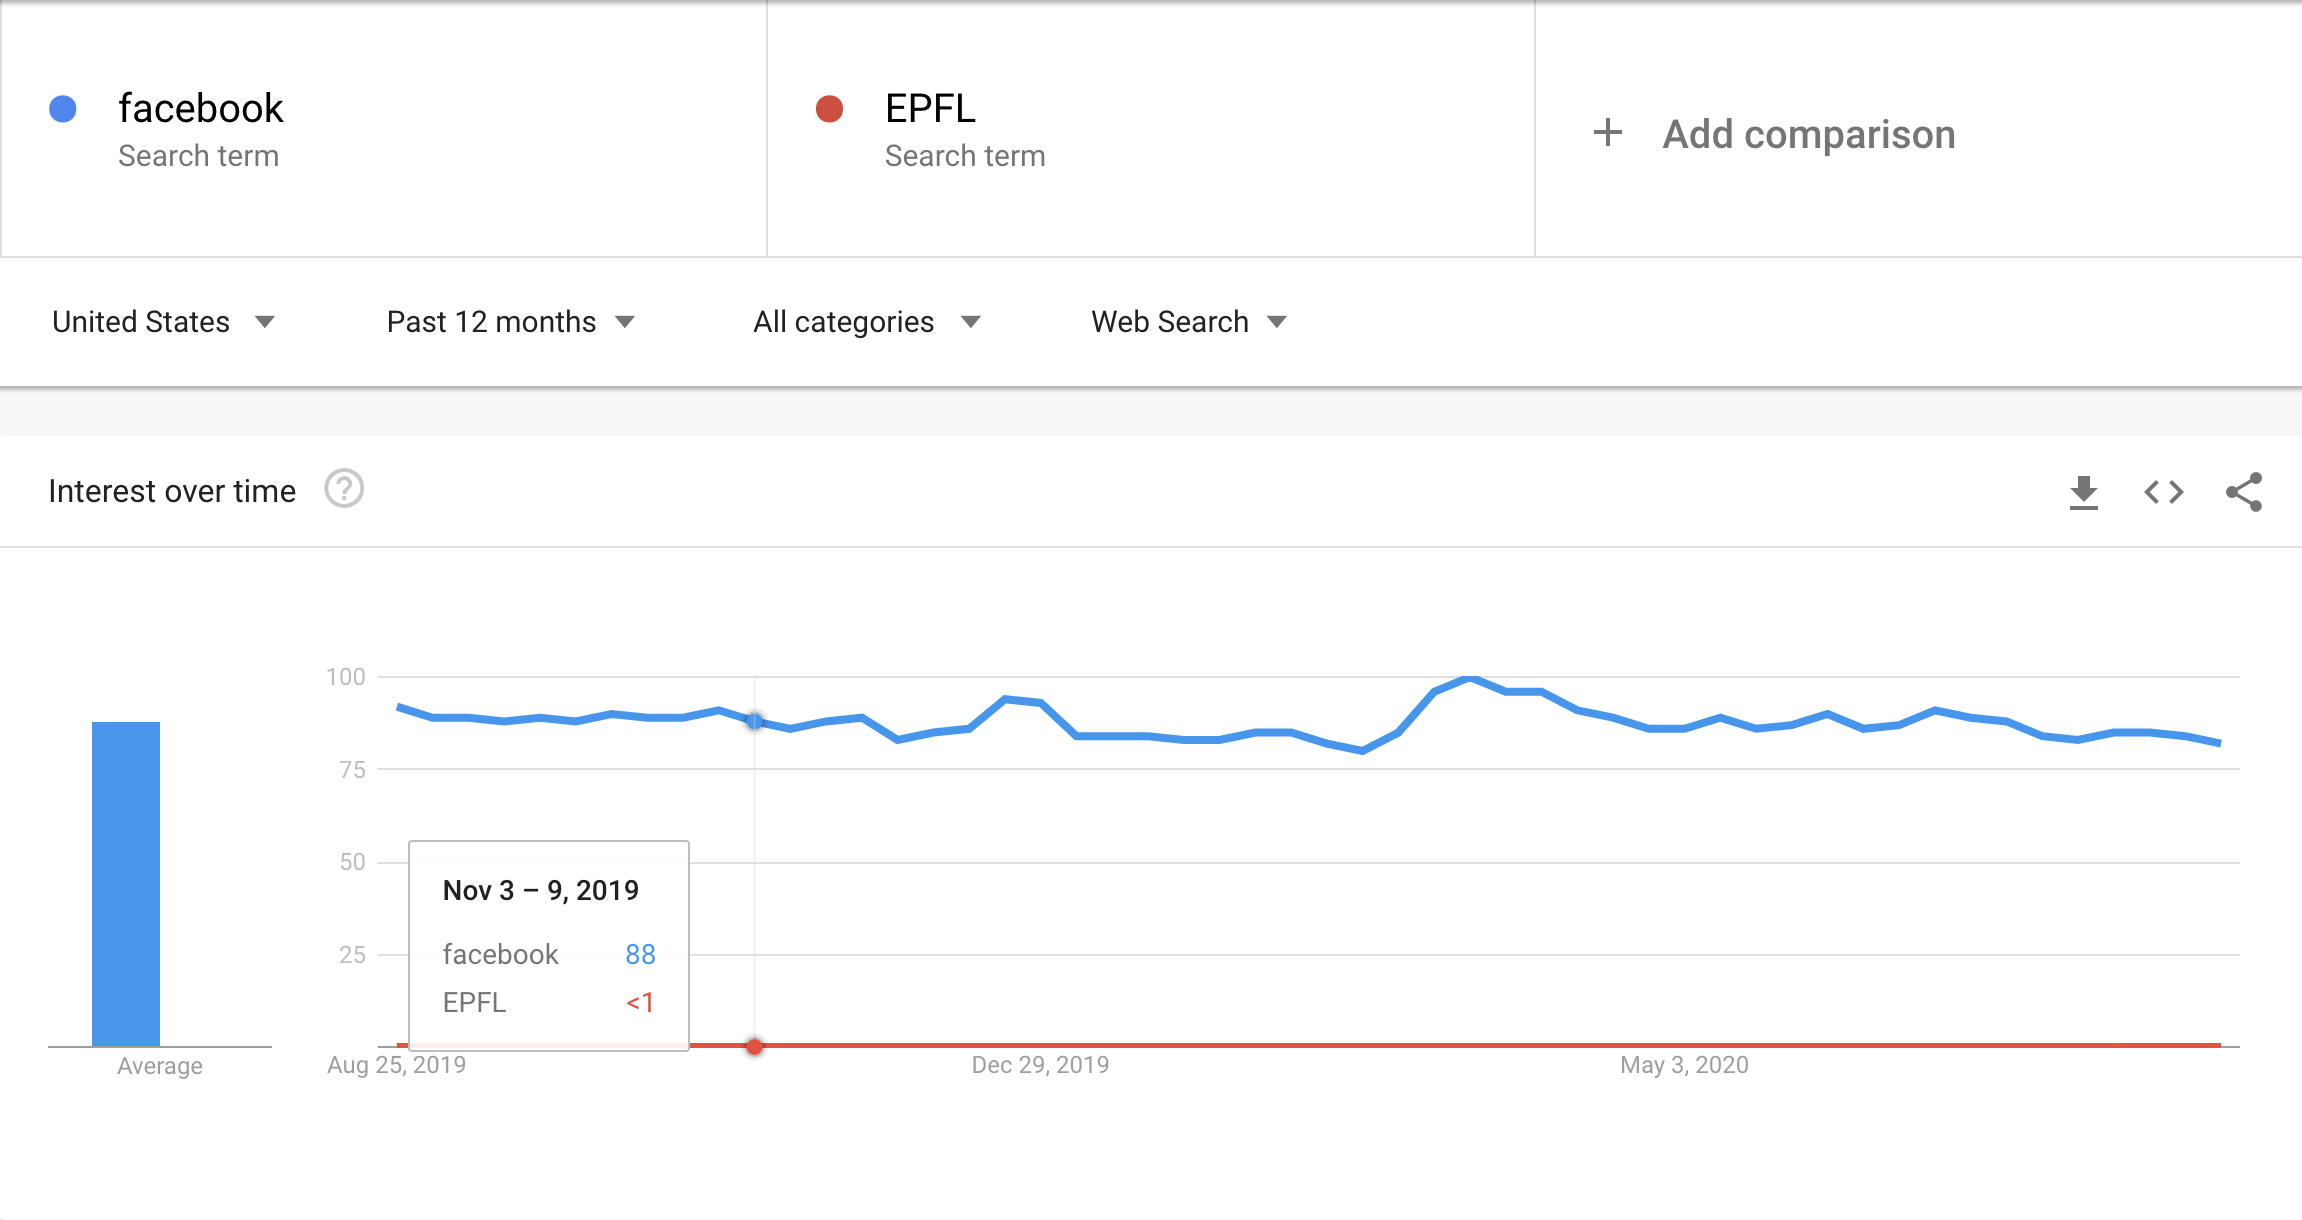 facebook
Search term
EPFL
Search term
+ Add comparison
United States
Past 12 months
All categories
Web Search
Interest over time ?
100
75
50
25
Nov 3 – 9, 2019
facebook 88
EPFL <1
Average
Aug 25, 2019
Dec 29, 2019
May 3, 2020